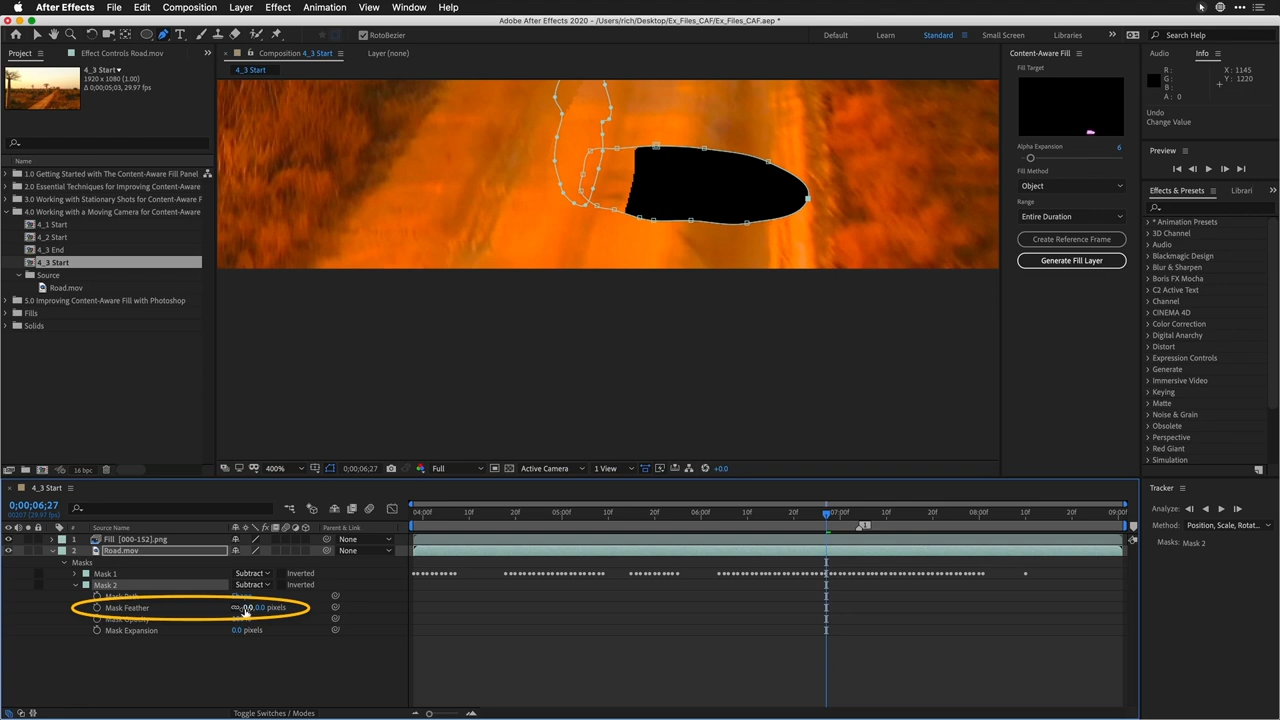 After Effects File Edit Composition Layer Effect Animation View Window Help
Adobe After Effects 2020 - /Users/rich/Desktop/Ex_Files_CAF/Ex_Files_CAF.aep *
RotoBezier Default Learn Standard Small Screen Libraries Search Help
Project Effect Controls Road.mov Composition 4_3 Start Layer (none) Content-Aware Fill Audio Info
4_3 Start
1920 x 1080 (1.00)
Δ 0;00;05;03, 29.97 fps)
4_3 Start
Fill Target
R :
G :
B :
A : 0
X : 1145
Y : 1220
Undo
Change Value
Alpha Expansion 6
Preview
Fill Method
Object
Range
Entire Duration
Create Reference Frame
Generate Fill Layer
Name
1.0 Getting Started with The Content-Aware Fill Panel
2.0 Essential Techniques for Improving Content-Aware
3.0 Working with Stationary Shots for Content-Aware F
4.0 Working with a Moving Camera for Content-Aware
4_1 Start
4_2 Start
4_3 End
4_3 Start
Source
Road.mov
5.0 Improving Content-Aware Fill with Photoshop
Fills
Solids
Effects & Presets Librari
* Animation Presets
3D Channel
Audio
Blackmagic Design
Blur & Sharpen
Boris FX Mocha
C2 Active Text
Channel
CINEMA 4D
Color Correction
Digital Anarchy
Distort
Expression Controls
Generate
Immersive Video
Keying
Matte
Noise & Grain
Obsolete
Perspective
Red Giant
Simulation
16 bpc
400% 0;00;06;27 Full Active Camera 1 View +0.0
4_3 Start
0;00;06;27
00207 (29.97 fps)
# Source Name fx Parent & Link
04:00f 10f 20f 05:00f 10f 20f 06:00f 10f 20f 07:00f 10f 20f 08:00f 10f 20f 09:00f
1
1 Fill [000-152].png None
2 Road.mov None
Masks
Mask 1 Subtract Inverted
Mask 2 Subtract Inverted
Mask Path Shape...
Mask Feather 0.0,0.0 pixels
Mask Opacity
Mask Expansion 0.0 pixels
Toggle Switches / Modes
Tracker
Analyze:
Method: Position, Scale, Rotat...
Masks: Mask 2